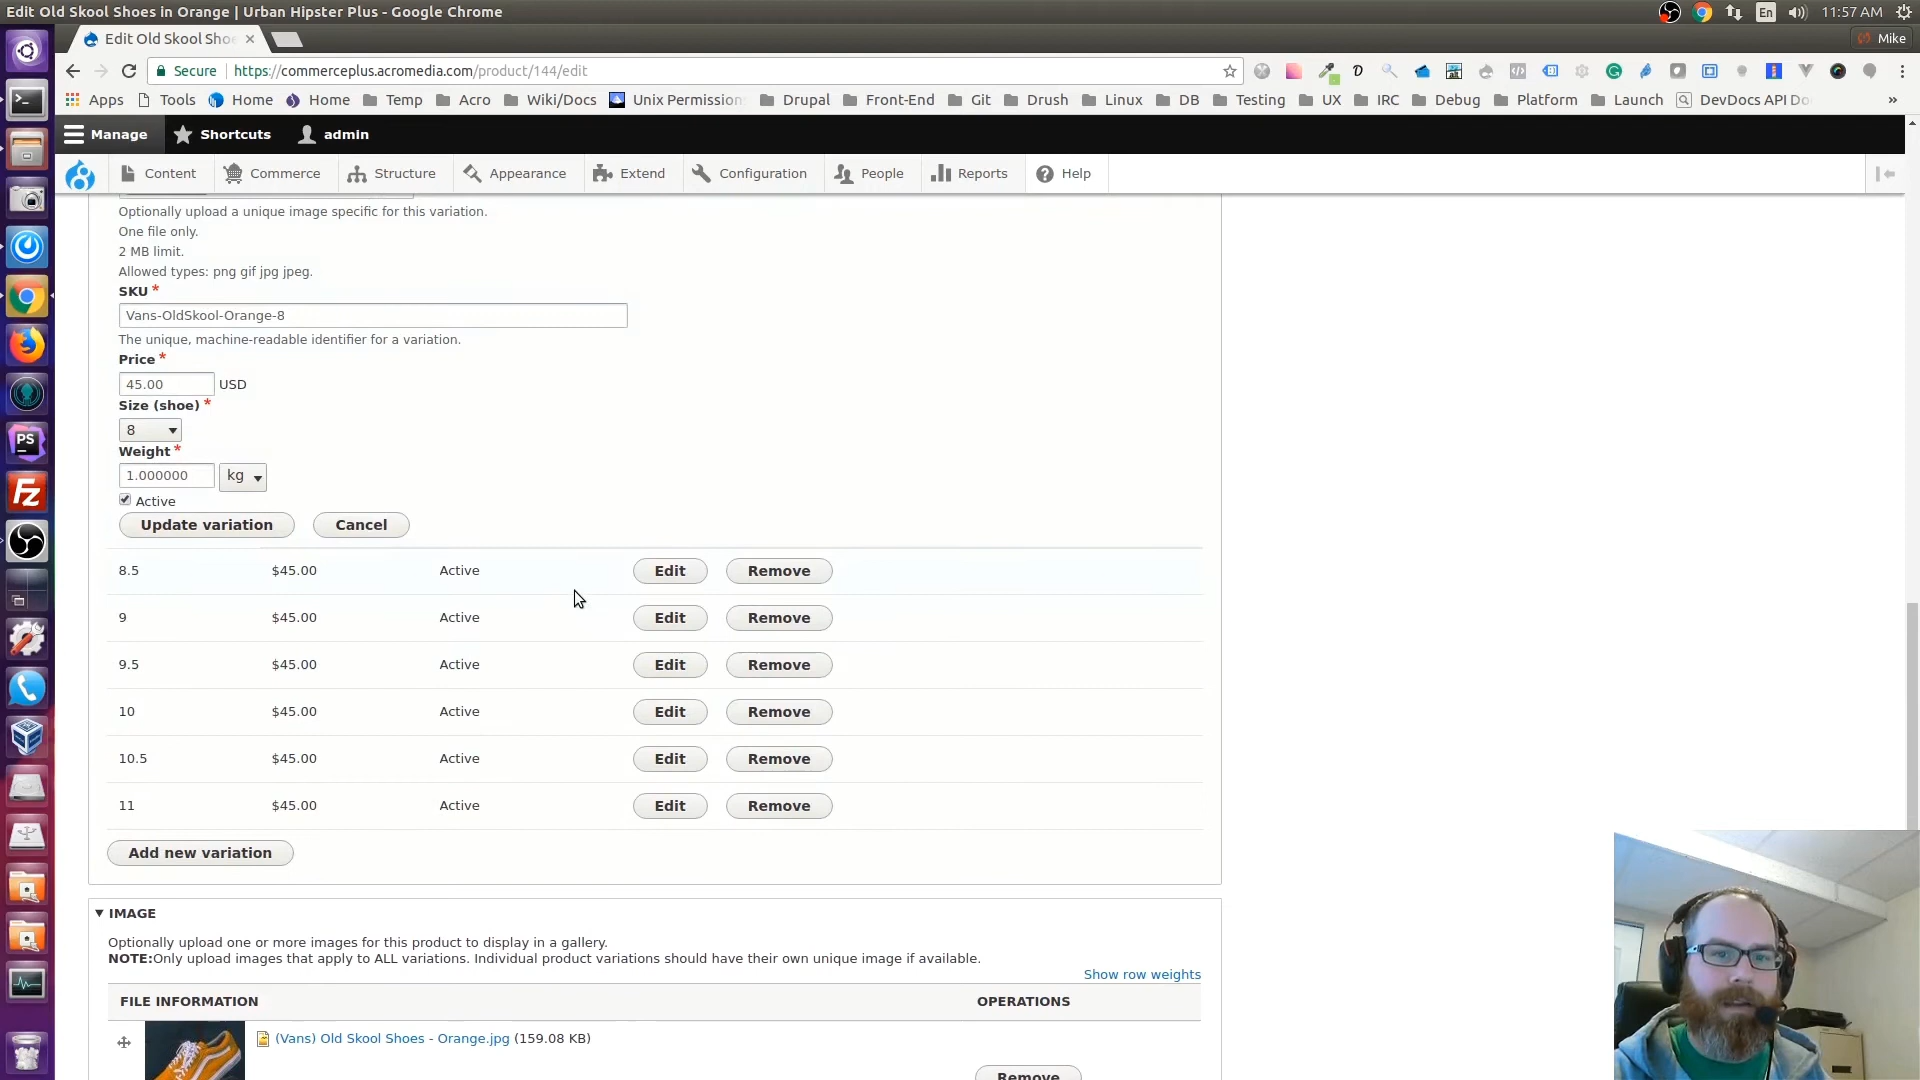 Edit Old Skool Shoes in Orange | Urban Hipster Plus - Google Chrome
En
11:57 AM
Edit Old Skool Shoe
Mike
Secure
https://commerceplus.acromedia.com/product/144/edit
Apps Tools Home Home Temp Acro Wiki/Docs Unix Permission Drupal Front-End Git Drush Linux DB Testing UX IRC Debug Platform Launch DevDocs API Do »
Manage Shortcuts admin
Content Commerce Structure Appearance Extend Configuration People Reports Help
Optionally upload a unique image specific for this variation.
One file only.
2 MB limit.
Allowed types: png gif jpg jpeg.
SKU *
Vans-OldSkool-Orange-8
The unique, machine-readable identifier for a variation.
Price *
45.00 USD
Size (shoe) *
8
Weight *
1.000000 kg
Active
Update variation Cancel
8.5 $45.00 Active Edit Remove
9 $45.00 Active Edit Remove
9.5 $45.00 Active Edit Remove
10 $45.00 Active Edit Remove
10.5 $45.00 Active Edit Remove
11 $45.00 Active Edit Remove
Add new variation
IMAGE
Optionally upload one or more images for this product to display in a gallery.
NOTE:Only upload images that apply to ALL variations. Individual product variations should have their own unique image if available.
Show row weights
FILE INFORMATION OPERATIONS
(Vans) Old Skool Shoes - Orange.jpg (159.08 KB)
Remove
PS
FZ